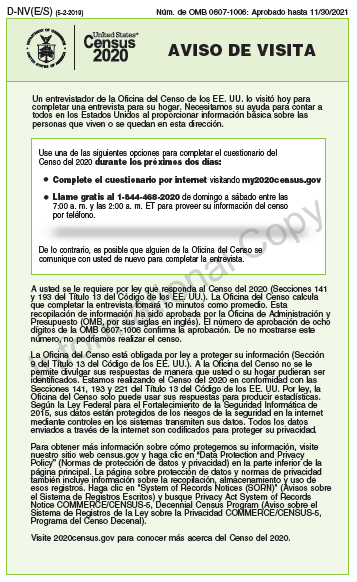 D-NV(E/S) (5-2-2019)
Núm. de OMB 0607-1006: Aprobado hasta 11/30/2021
United States®
Census
2020
AVISO DE VISITA
Un entrevistador de la Oficina del Censo de los EE. UU. lo visitó hoy para
completar una entrevista para su hogar. Necesitamos su ayuda para contar a
todos en los Estados Unidos al proporcionar información básica sobre las
personas que viven o se quedan en esta dirección.
Use una de las siguientes opciones para completar el cuestionario del
Censo del 2020 durante los próximos dos días:
• Complete el cuestionario por internet visitando my2020census.gov
• Llame gratis al 1-844-468-2020 de domingo a sábado entre las
7:00 a. m. y las 2:00 a. m. ET para proveer su información del censo
por teléfono.
De lo contrario, es posible que alguien de la Oficina del Censo se
comunique con usted de nuevo para completar la entrevista.
A usted se le requiere por ley que responda al Censo del 2020 (Secciones 141
y 193 del Título 13 del Código de los EE. UU.). La Oficina del Censo calcula
que completar la entrevista tomará 10 minutos como promedio. Esta
recopilación de información ha sido aprobada por la Oficina de Administración y
Presupuesto (OMB, por sus siglas en inglés). El número de aprobación de ocho
dígitos de la OMB 0607-1006 confirma la aprobación. De no mostrarse este
número, no podríamos realizar el censo.
La Oficina del Censo está obligada por ley a proteger su información (Sección
9 del Título 13 del Código de los EE. UU.). A la Oficina del Censo no se le
permite divulgar sus respuestas de manera que usted o su hogar pudieran ser
identificados. Estamos realizando el Censo del 2020 en conformidad con las
Secciones 141, 193 y 221 del Título 13 del Código de los EE. UU. Por ley, la
Oficina del Censo solo puede usar sus respuestas para producir estadísticas.
Según la Ley Federal para el Fortalecimiento de la Seguridad Informática de
2015, sus datos están protegidos de los riesgos de la seguridad en la internet
mediante controles en los sistemas que transmiten sus datos. Todos los datos
enviados a través de la internet son codificados para proteger su privacidad.
Para obtener más información sobre cómo protegemos su información, visite
nuestro sitio web census.gov y haga clic en "Data Protection and Privacy
Policy" (Normas de protección de datos y privacidad) en la parte inferior de la
página principal. La página sobre protección de datos y normas de privacidad
también incluye información sobre la recopilación, almacenamiento y uso de
esos registros. Haga clic en "System of Records Notices (SORN)" (Avisos sobre
el Sistema de Registros Escritos) y busque Privacy Act System of Records
Notice COMMERCE/CENSUS-5, Decennial Census Program (Aviso sobre el
Sistema de Registros de la Ley sobre la Privacidad COMMERCE/CENSUS-5,
Programa del Censo Decenal).
Visite 2020census.gov para conocer más acerca del Censo del 2020.